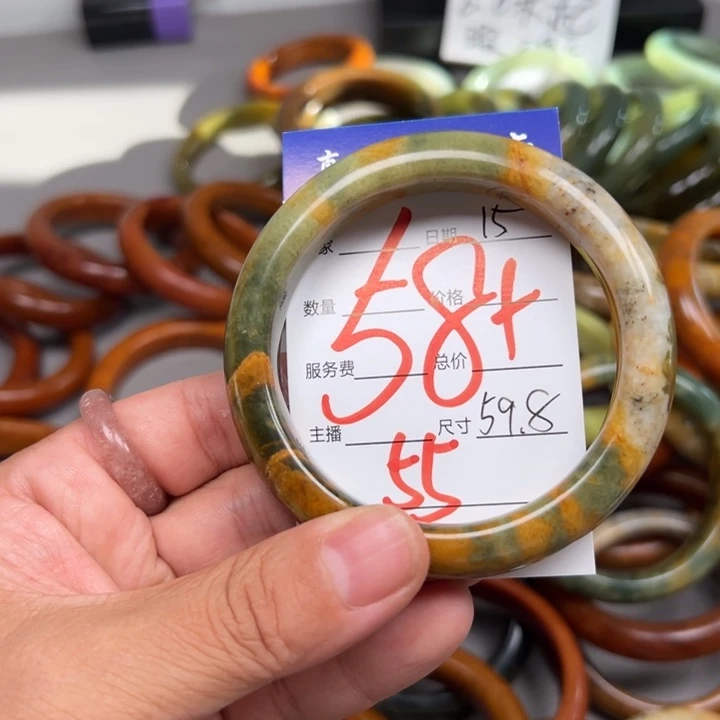 家 日期 15
数量 价格
58+
服务费 总价
主播 尺寸 59.8
55